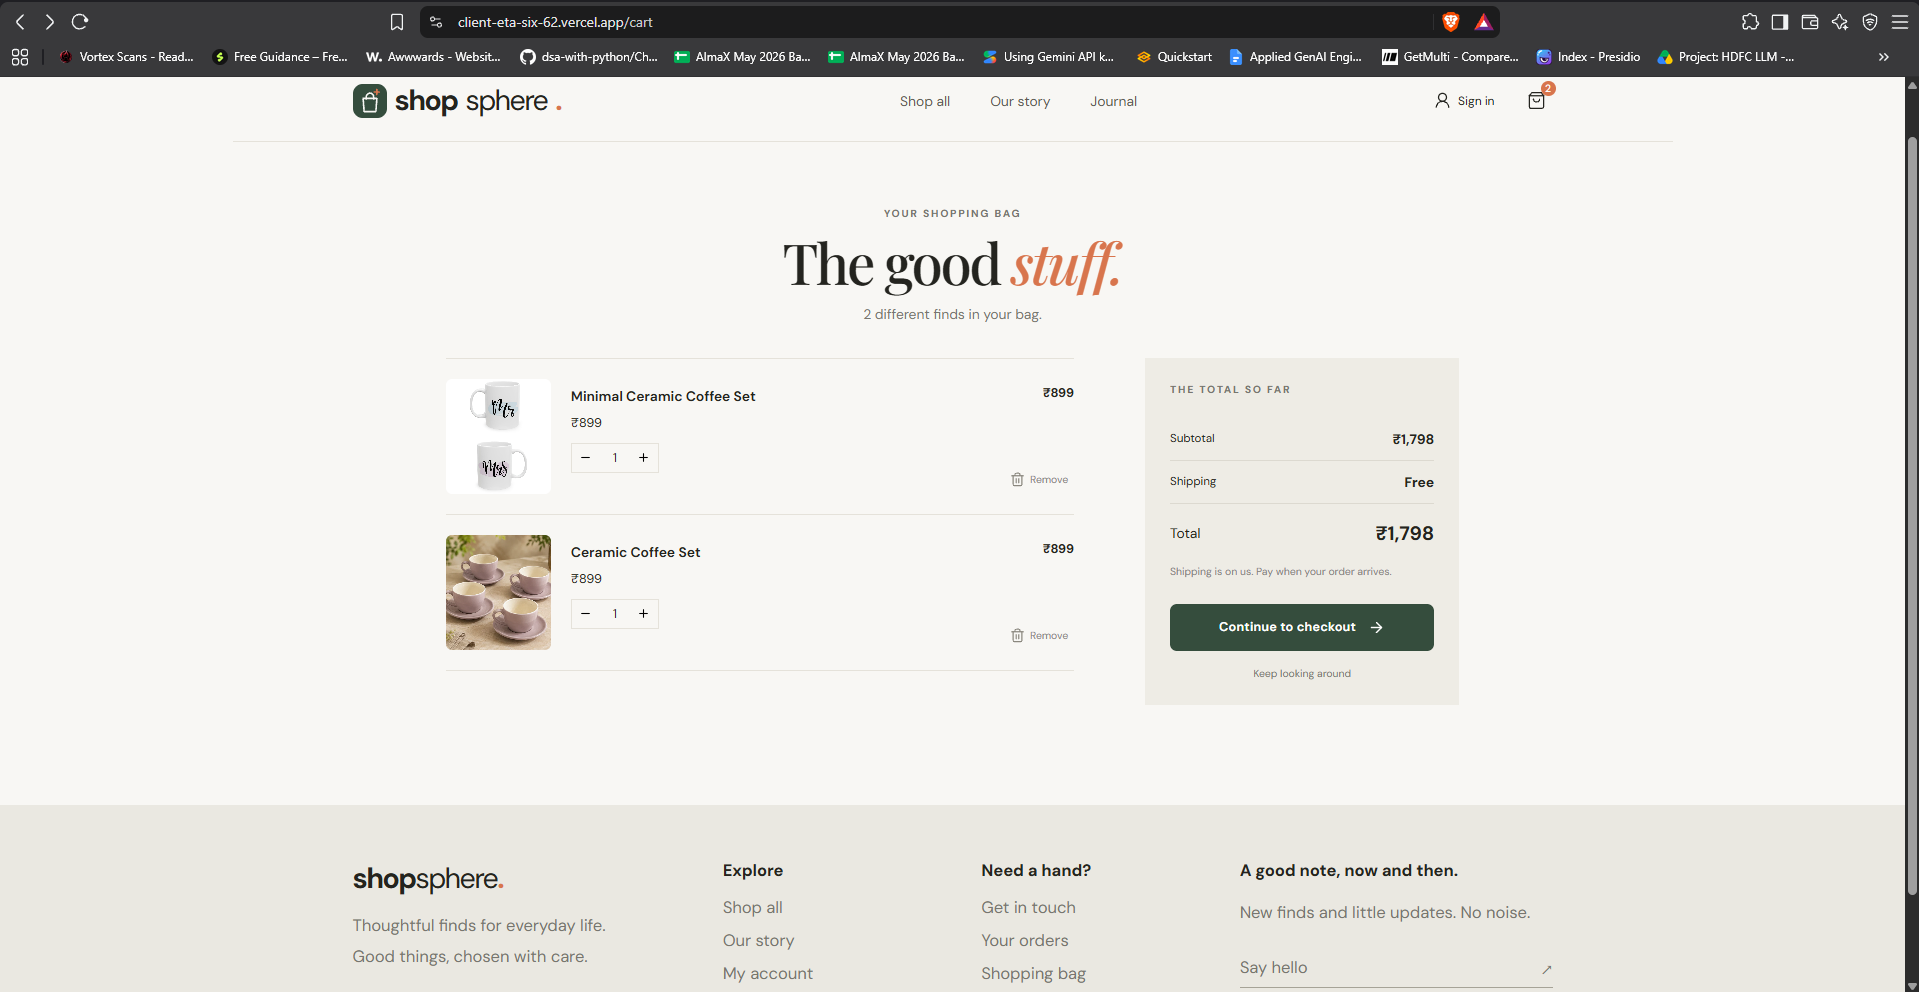 client-eta-six-62.vercel.app/cart
Vortex Scans - Read...
Free Guidance – Fre...
Awwwards - Websit...
dsa-with-python/Ch...
AlmaX May 2026 Ba...
AlmaX May 2026 Ba...
Using Gemini API k...
Quickstart
Applied GenAI Engi...
GetMulti - Compare...
Index - Presidio
Project: HDFC LLM -...
shop sphere .
Shop all
Our story
Journal
Sign in
2
YOUR SHOPPING BAG
The good stuff.
2 different finds in your bag.
Mr
Mrs
Minimal Ceramic Coffee Set
₹899
₹899
− 1 +
Remove
Ceramic Coffee Set
₹899
₹899
− 1 +
Remove
THE TOTAL SO FAR
Subtotal ₹1,798
Shipping Free
Total ₹1,798
Shipping is on us. Pay when your order arrives.
Continue to checkout →
Keep looking around
shopsphere.
Thoughtful finds for everyday life.
Good things, chosen with care.
Explore
Shop all
Our story
My account
Need a hand?
Get in touch
Your orders
Shopping bag
A good note, now and then.
New finds and little updates. No noise.
Say hello ↗